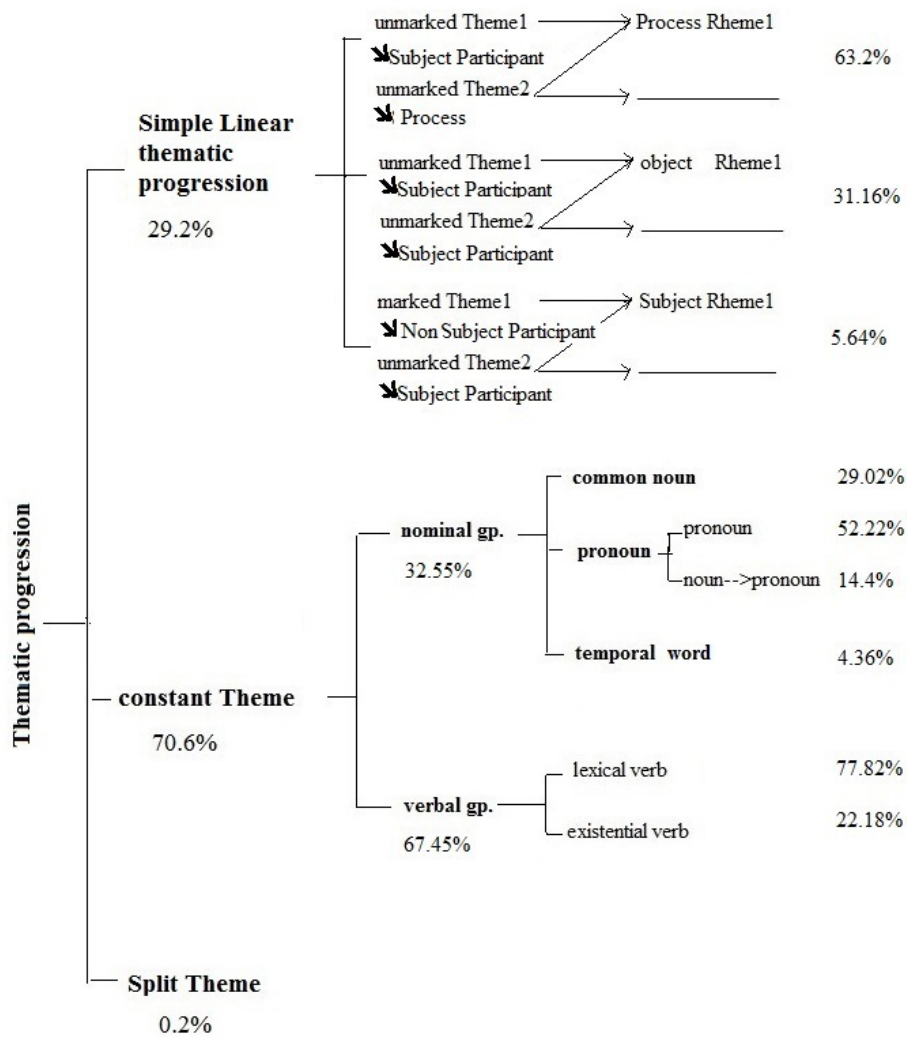 Thematic progression
Simple Linear
thematic
progression
29.2%
unmarked Theme1
Process Rheme1
Subject Participant
63.2%
unmarked Theme2
Process
unmarked Theme1
object Rheme1
Subject Participant
31.16%
unmarked Theme2
Subject Participant
marked Theme1
Subject Rheme1
Non Subject Participant
5.64%
unmarked Theme2
Subject Participant
constant Theme
70.6%
nominal gp.
32.55%
common noun
29.02%
pronoun
pronoun
52.22%
noun-->pronoun
14.4%
temporal word
4.36%
verbal gp.
67.45%
lexical verb
77.82%
existential verb
22.18%
Split Theme
0.2%